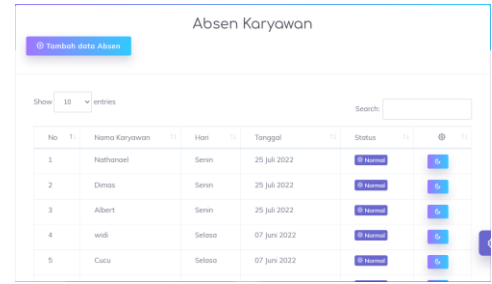 Absen Karyawan
Tambah data Absen
Show 10 entries
Search:
No Nama Karyawan Hari Tanggal Status
1 Nathanael Senin 25 Juli 2022 Normal
2 Dimas Senin 25 Juli 2022 Normal
3 Albert Senin 25 Juli 2022 Normal
4 widi Selasa 07 Juni 2022 Normal
5 Cucu Selasa 07 Juni 2022 Normal